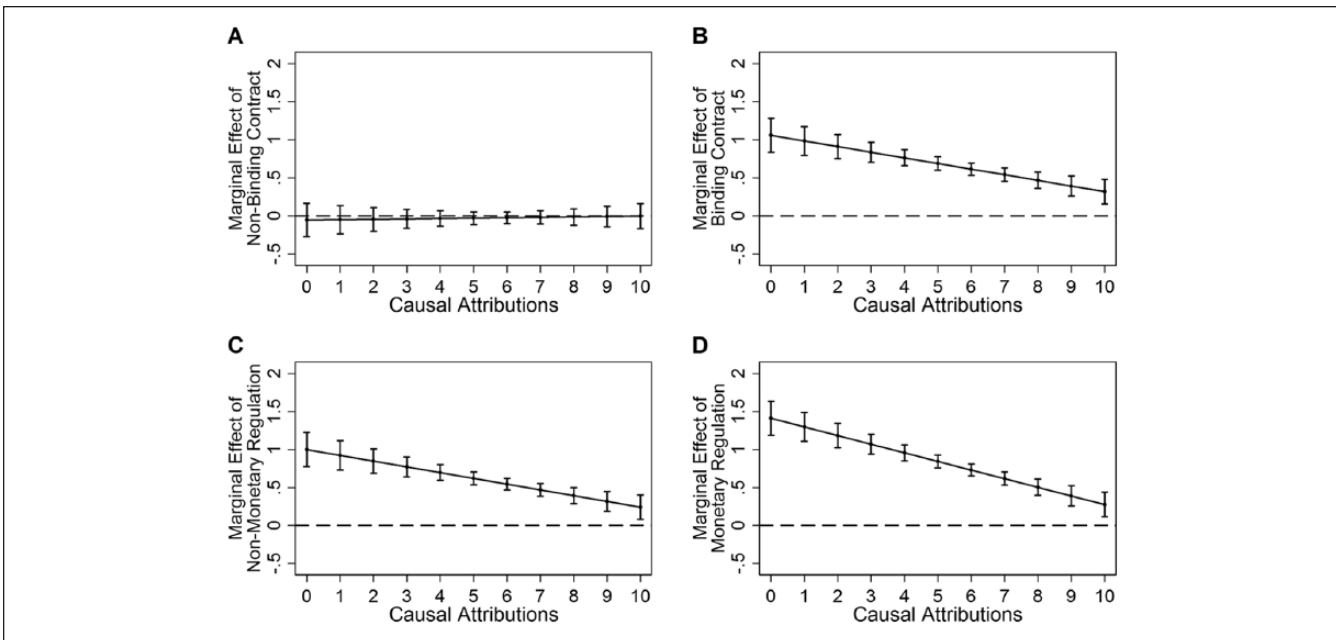 A
Marginal Effect of
Non-Binding Contract
2
1.5
1
.5
0
-.5
0 1 2 3 4 5 6 7 8 9 10
Causal Attributions
B
Marginal Effect of
Binding Contract
2
1.5
1
.5
0
-.5
0 1 2 3 4 5 6 7 8 9 10
Causal Attributions
C
Marginal Effect of
Non-Monetary Regulation
2
1.5
1
.5
0
-.5
0 1 2 3 4 5 6 7 8 9 10
Causal Attributions
D
Marginal Effect of
Monetary Regulation
2
1.5
1
.5
0
-.5
0 1 2 3 4 5 6 7 8 9 10
Causal Attributions